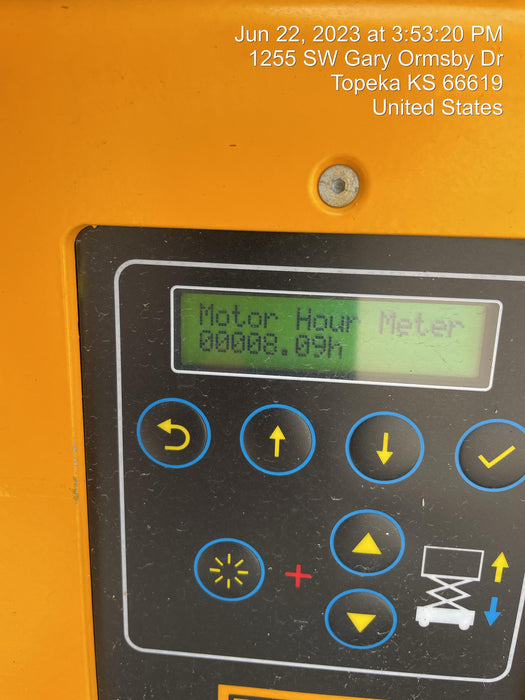 Jun 22, 2023 at 3:53:20 PM
1255 SW Gary Ormsby Dr
Topeka KS 66619
United States
Motor Hour Meter
00008.09h